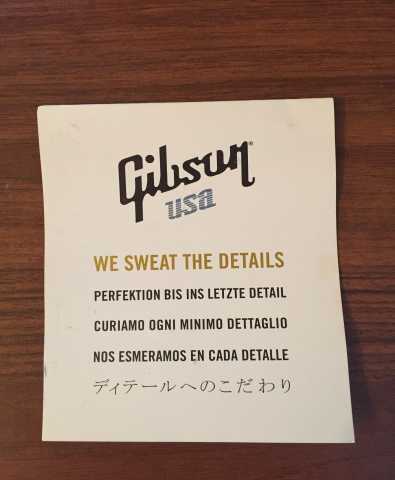 Gibson®
usa
WE SWEAT THE DETAILS
PERFEKTION BIS INS LETZTE DETAIL
CURIAMO OGNI MINIMO DETTAGLIO
NOS ESMERAMOS EN CADA DETALLE
ディテールへのこだわり